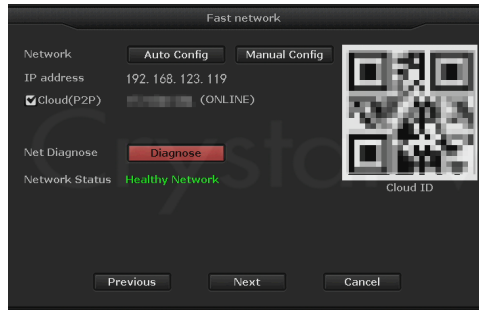 Fast network
Network Auto Config Manual Config
IP address 192. 168. 123. 119
Cloud(P2P) (ONLINE)
Net Diagnose Diagnose
Network Status Healthy Network
Cloud ID
Previous Next Cancel